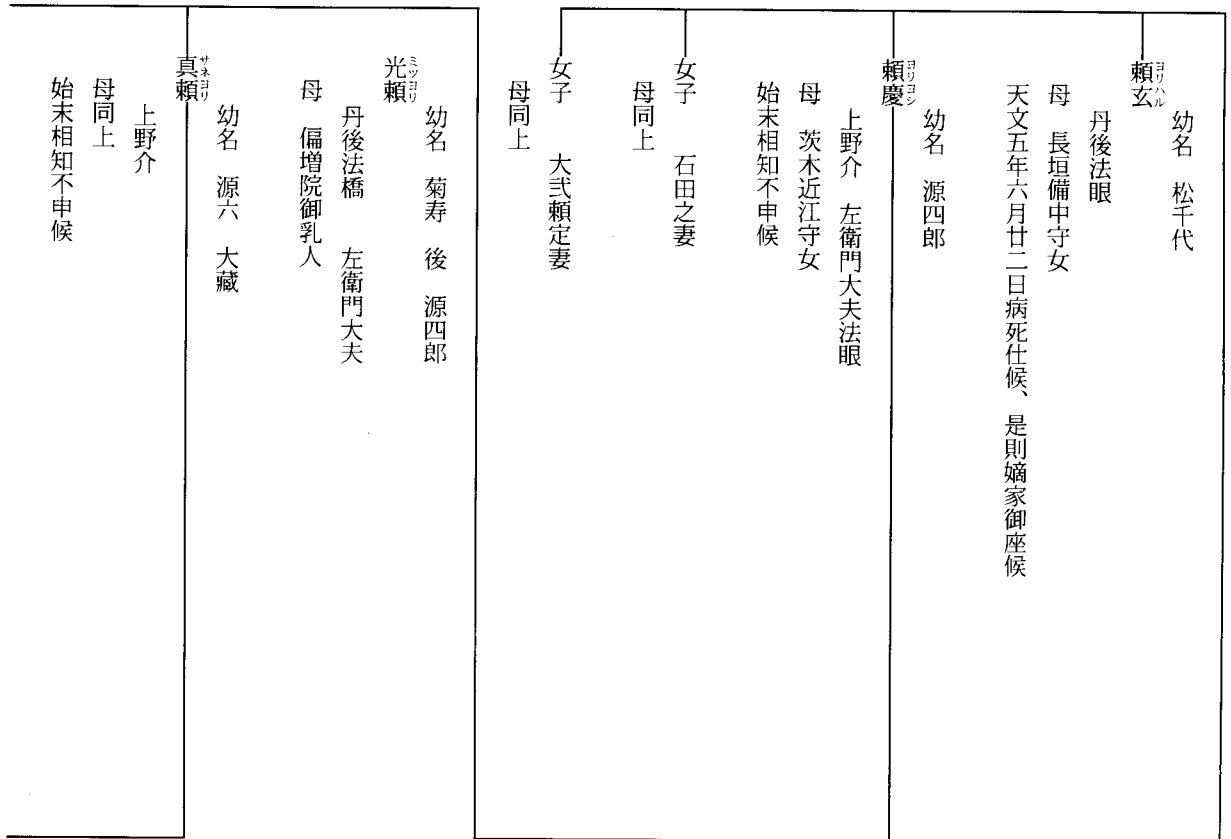 頼玄
ヨリハル
幼名　松千代
丹後法眼
母　長垣備中守女
天文五年六月廿二日病死仕候、是則嫡家御座候
頼慶
ヨリヨシ
幼名　源四郎
上野介　左衛門大夫法眼
母　茨木近江守女
始末相知不申候
女子　石田之妻
母同上
女子　大弐頼定妻
母同上
光頼
ミツヨリ
幼名　菊寿　後　源四郎
丹後法橋　左衛門大夫
母　偏増院御乳人
真頼
サネヨリ
幼名　源六　大藏
上野介
母同上
始末相知不申候